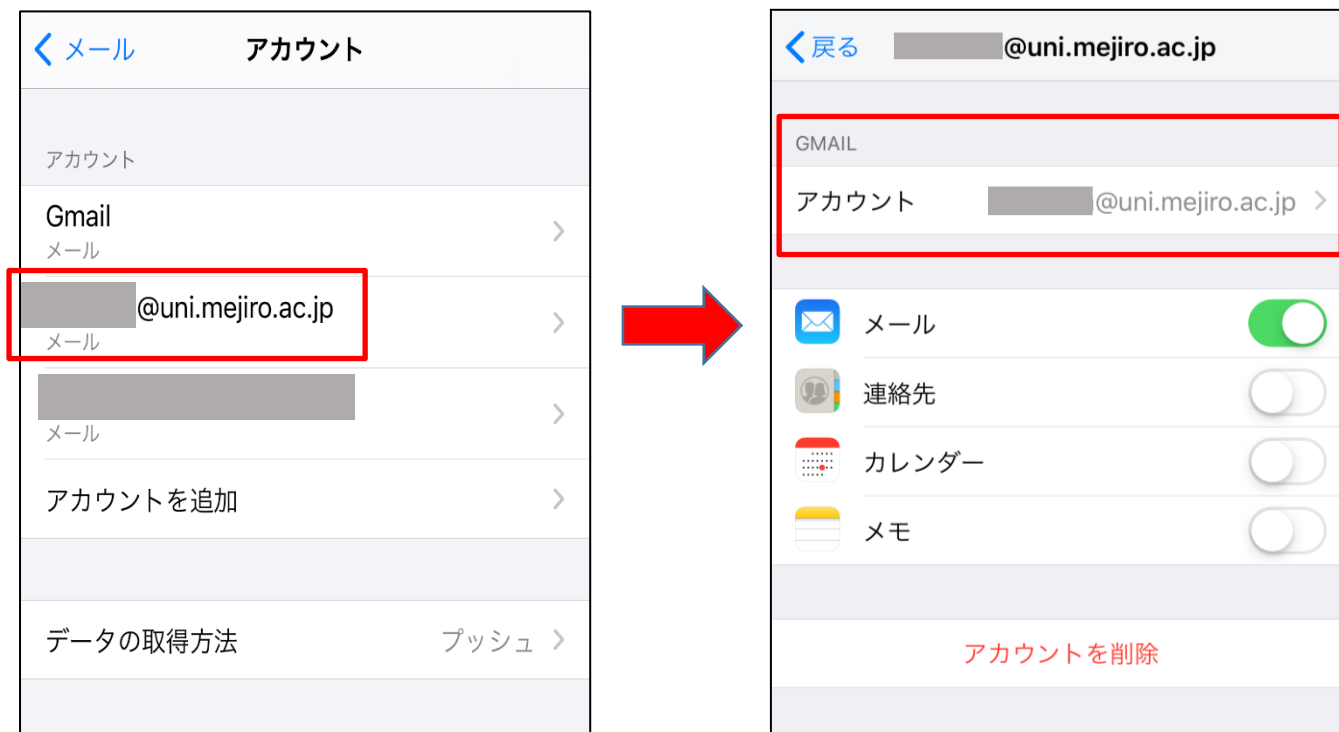 メール
アカウント
アカウント
Gmail
メール
@uni.mejiro.ac.jp
メール
メール
アカウントを追加
データの取得方法 プッシュ
戻る @uni.mejiro.ac.jp
GMAIL
アカウント @uni.mejiro.ac.jp
メール
連絡先
カレンダー
メモ
アカウントを削除